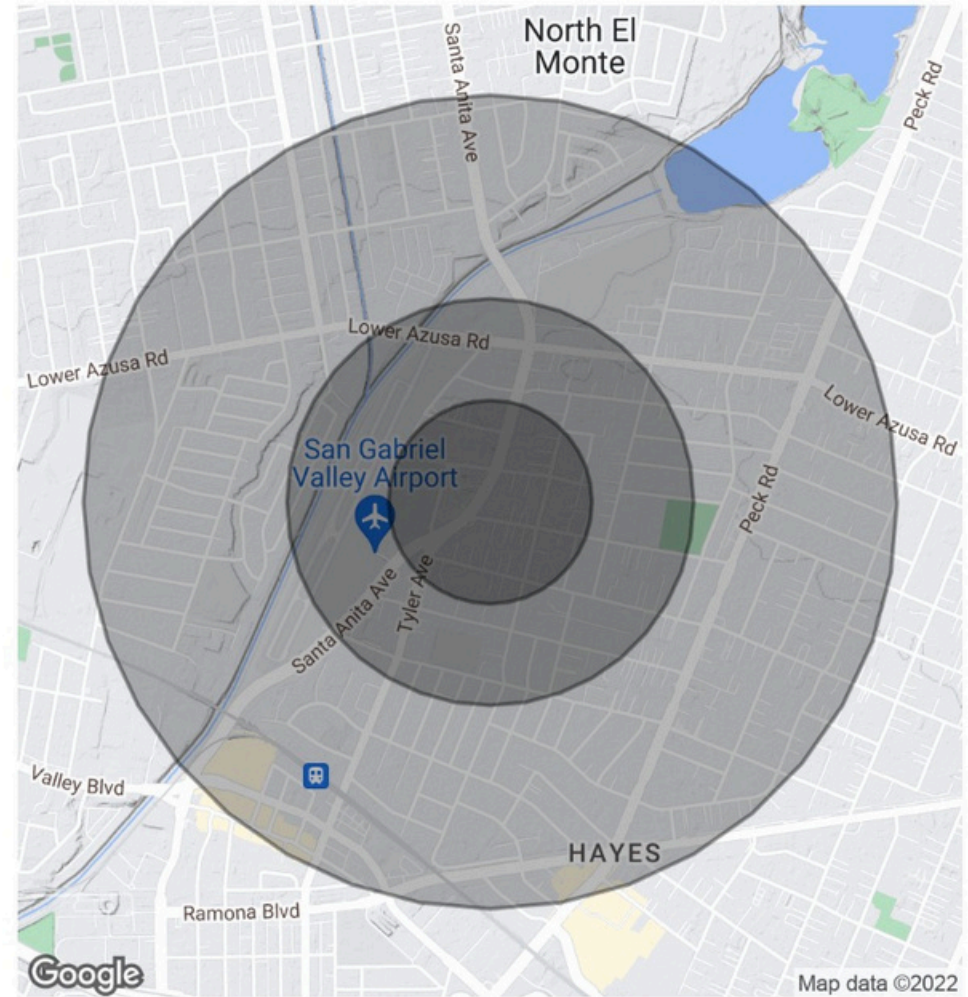 North El
Monte
Santa Anita Ave
Peck Rd
Lower Azusa Rd
Lower Azusa Rd
Lower Azusa Rd
San Gabriel
Valley Airport
Peck Rd
Santa Anita Ave
Tyler Ave
Valley Blvd
HAYES
Ramona Blvd
Google
Map data ©2022